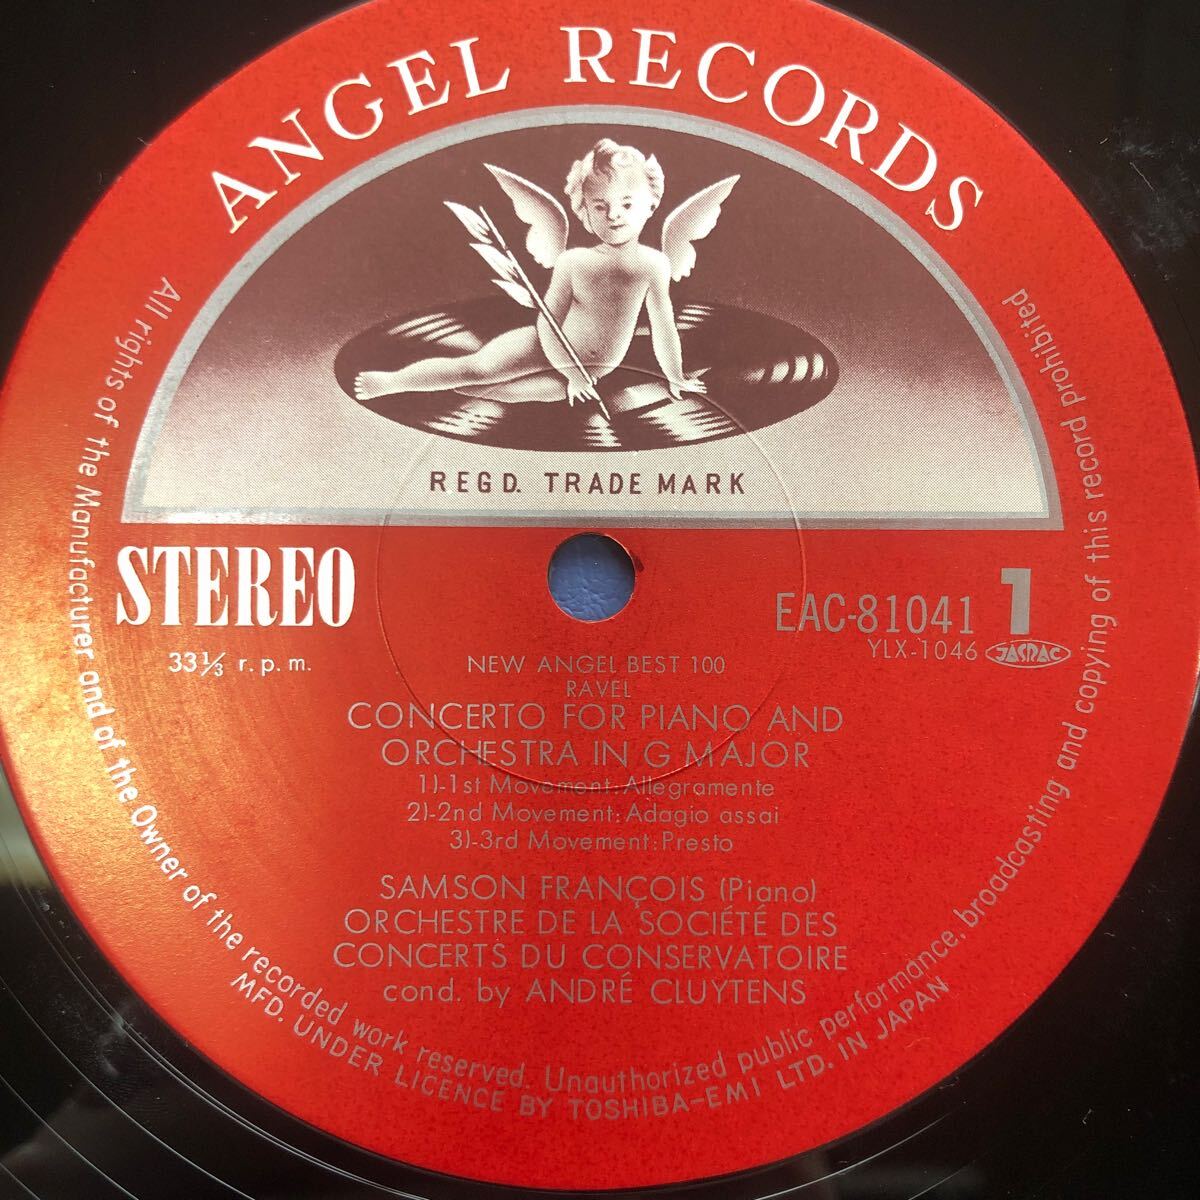 ANGEL RECORDS
REGD. TRADE MARK
STEREO
33⅓ r.p.m.
EAC-81041 1
YLX-1046 JASRAC
NEW ANGEL BEST 100
RAVEL
CONCERTO FOR PIANO AND
ORCHESTRA IN G MAJOR
1)-1st Movement:Allegramente
2)-2nd Movement:Adagio assai
3)-3rd Movement:Presto
SAMSON FRANÇOIS (Piano)
ORCHESTRE DE LA SOCIÉTÉ DES
CONCERTS DU CONSERVATOIRE
cond. by ANDRÉ CLUYTENS
All rights of the Manufacturer and of the Owner of the recorded work reserved. Unauthorized public performance, broadcasting and copying of this record prohibited
MFD. UNDER LICENCE BY TOSHIBA-EMI LTD. IN JAPAN